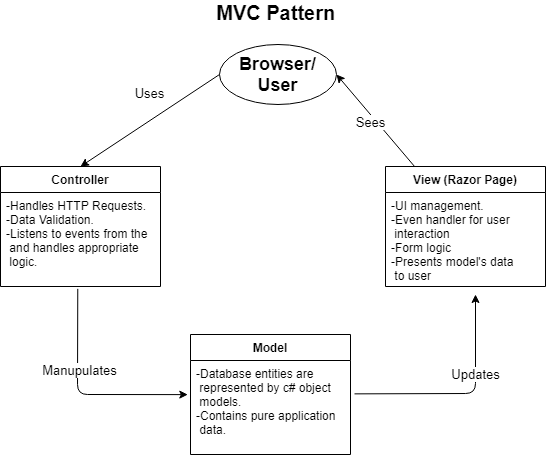 MVC Pattern
Browser/
User
Uses
Sees
Controller
-Handles HTTP Requests.
-Data Validation.
-Listens to events from the
and handles appropriate
logic.
View (Razor Page)
-UI management.
-Even handler for user
interaction
-Form logic
-Presents model's data
to user
Manupulates
Updates
Model
-Database entities are
represented by c# object
models.
-Contains pure application
data.